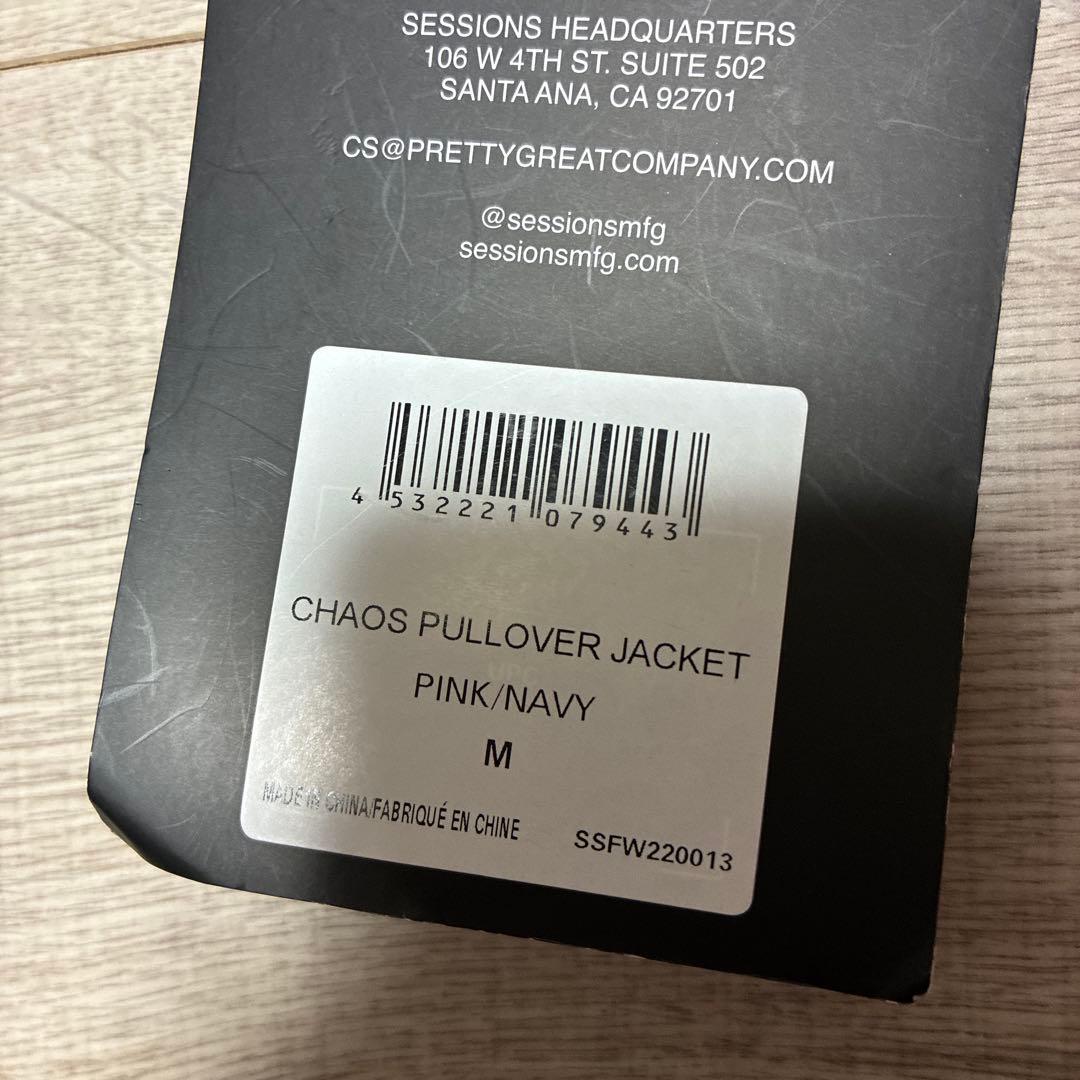 SESSIONS HEADQUARTERS
106 W 4TH ST. SUITE 502
SANTA ANA, CA 92701
CS@PRETTYGREATCOMPANY.COM
@sessionsmfg
sessionsmfg.com
4 532221 079443
CHAOS PULLOVER JACKET
UPC
PINK/NAVY
M
MADE IN CHINA/FABRIQUÉ EN CHINE
SSFW220013